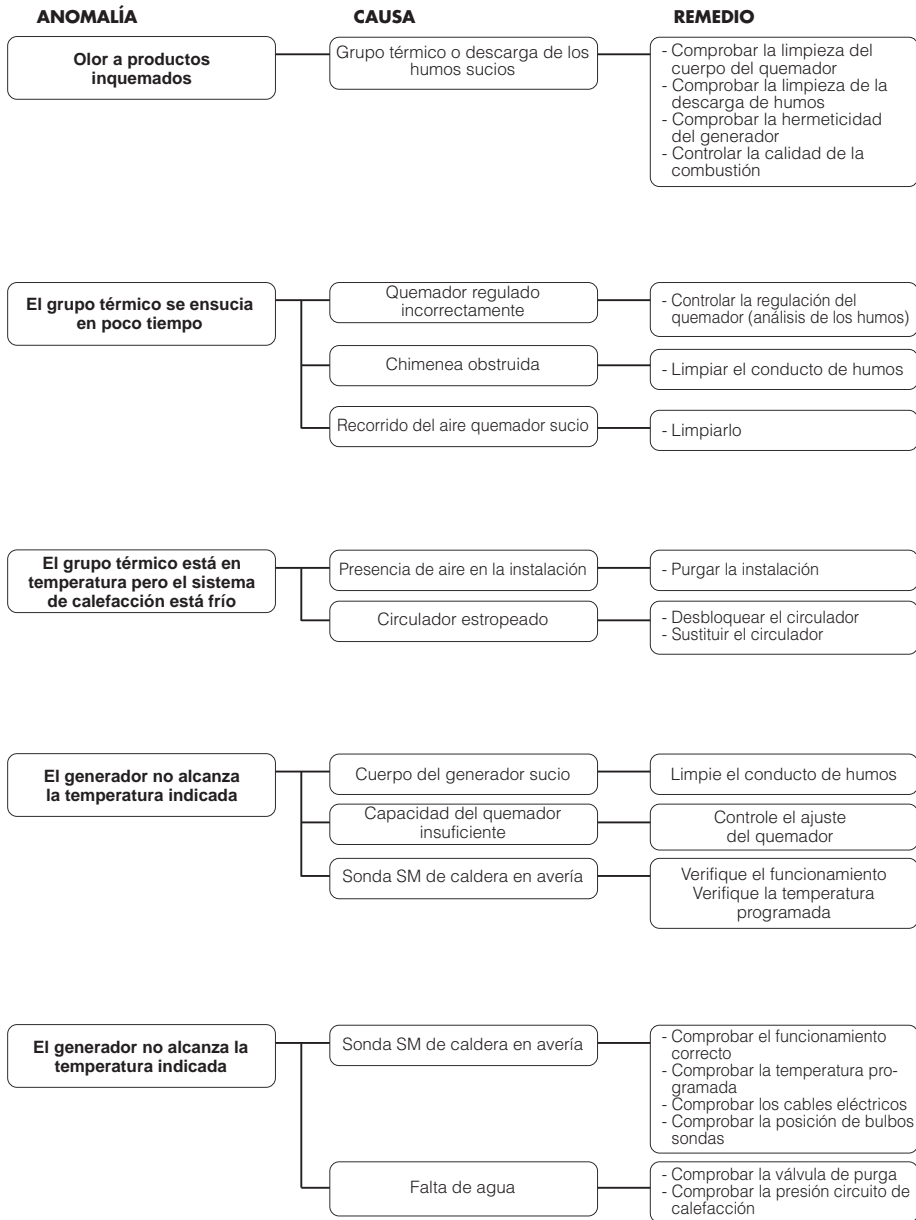 ANOMALÍA CAUSA REMEDIO
Olor a productos
inquemados
Grupo térmico o descarga de los
humos sucios
- Comprobar la limpieza del
cuerpo del quemador
- Comprobar la limpieza de la
descarga de humos
- Comprobar la hermeticidad
del generador
- Controlar la calidad de la
combustión
El grupo térmico se ensucia
en poco tiempo
Quemador regulado
incorrectamente
- Controlar la regulación del
quemador (análisis de los humos)
Chimenea obstruida
- Limpiar el conducto de humos
Recorrido del aire quemador sucio
- Limpiarlo
El grupo térmico está en
temperatura pero el sistema
de calefacción está frío
Presencia de aire en la instalación
- Purgar la instalación
Circulador estropeado
- Desbloquear el circulador
- Sustituir el circulador
El generador no alcanza
la temperatura indicada
Cuerpo del generador sucio
Limpie el conducto de humos
Capacidad del quemador
insuficiente
Controle el ajuste
del quemador
Sonda SM de caldera en avería
Verifique el funcionamiento
Verifique la temperatura
programada
El generador no alcanza la
temperatura indicada
Sonda SM de caldera en avería
- Comprobar el funcionamiento
correcto
- Comprobar la temperatura pro-
gramada
- Comprobar los cables eléctricos
- Comprobar la posición de bulbos
sondas
Falta de agua
- Comprobar la válvula de purga
- Comprobar la presión circuito de
calefacción